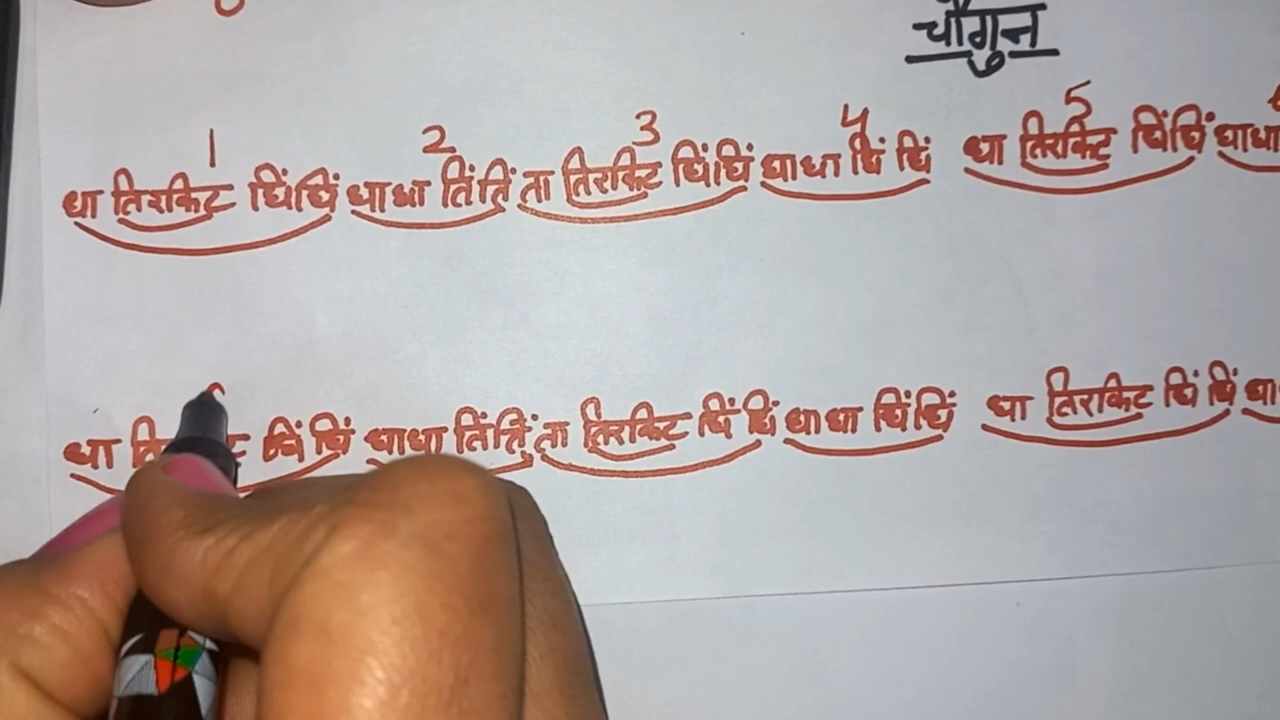 चौगुन
1 2 3 4 5
धा तिरकिट धिंधिं धाधा तिंतिं ता तिरकिट धिंधिं धाधा धिं धिं धा तिरकिट धिंधिं धाधा
धा धिं धिं धाधा तिंतिं ता तिरकिट धिं धिं धा धा धिंधिं धा तिरकिट धिं धिं धा